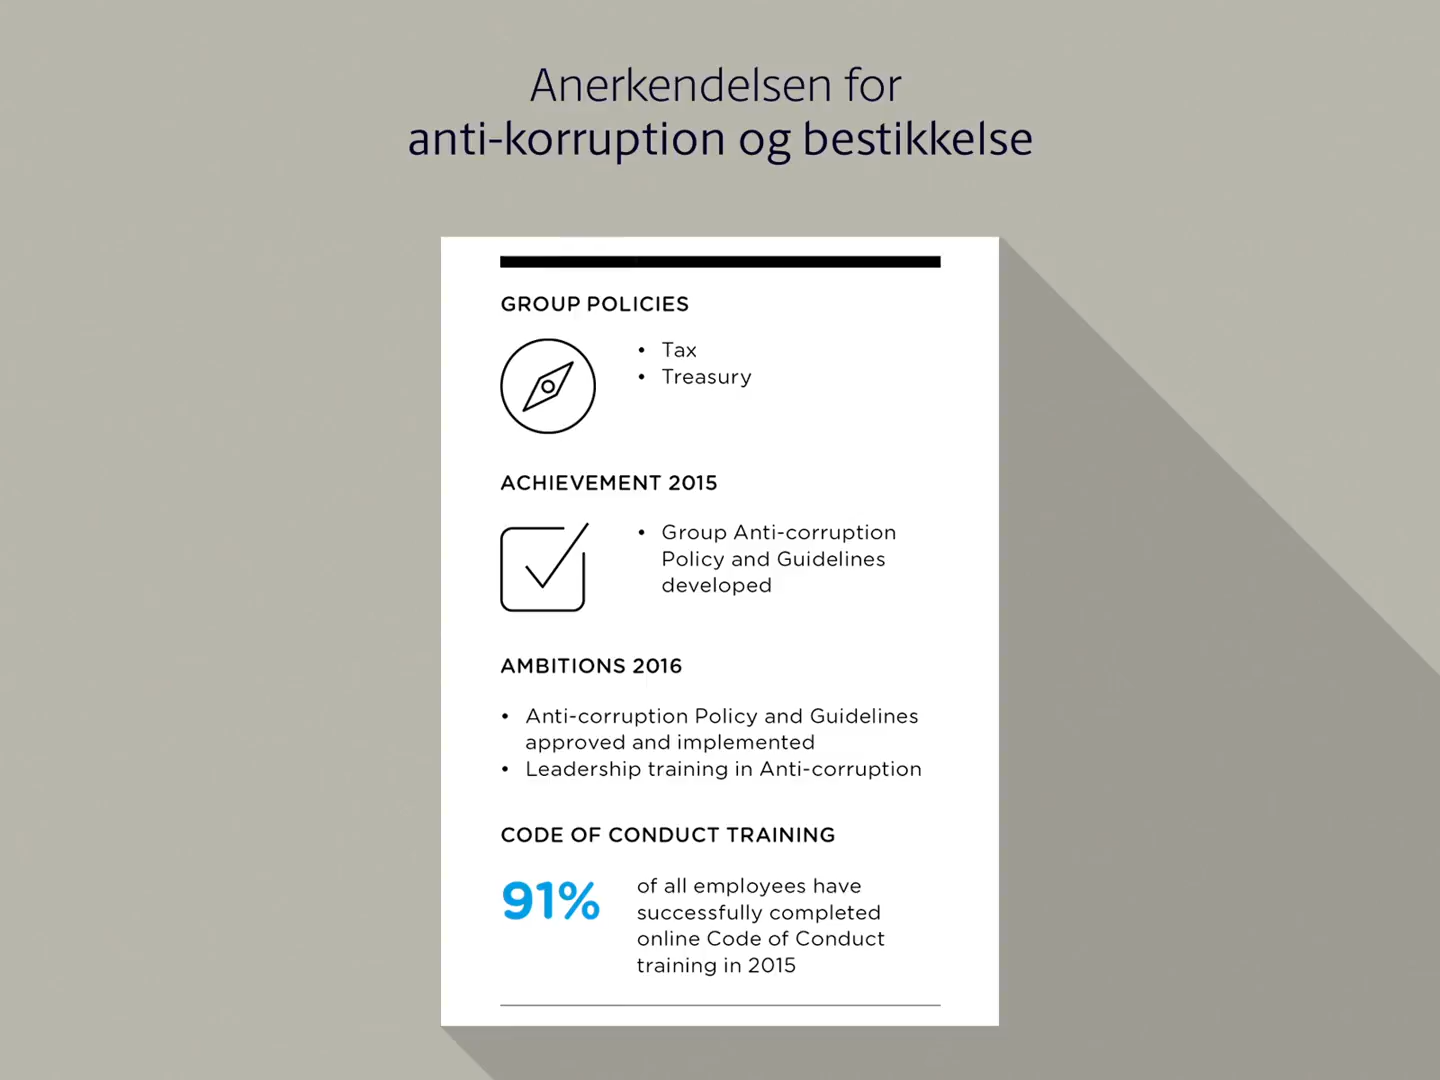 Anerkendelsen for
anti-korruption og bestikkelse
GROUP POLICIES
• Tax
• Treasury
ACHIEVEMENT 2015
• Group Anti-corruption
Policy and Guidelines
developed
AMBITIONS 2016
• Anti-corruption Policy and Guidelines
approved and implemented
• Leadership training in Anti-corruption
CODE OF CONDUCT TRAINING
91%
of all employees have
successfully completed
online Code of Conduct
training in 2015